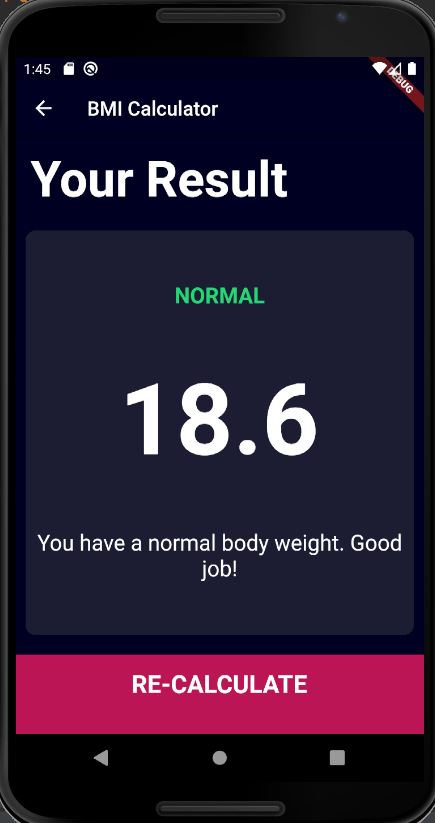 1:45
DEBUG
BMI Calculator
Your Result
NORMAL
18.6
You have a normal body weight. Good
job!
RE-CALCULATE